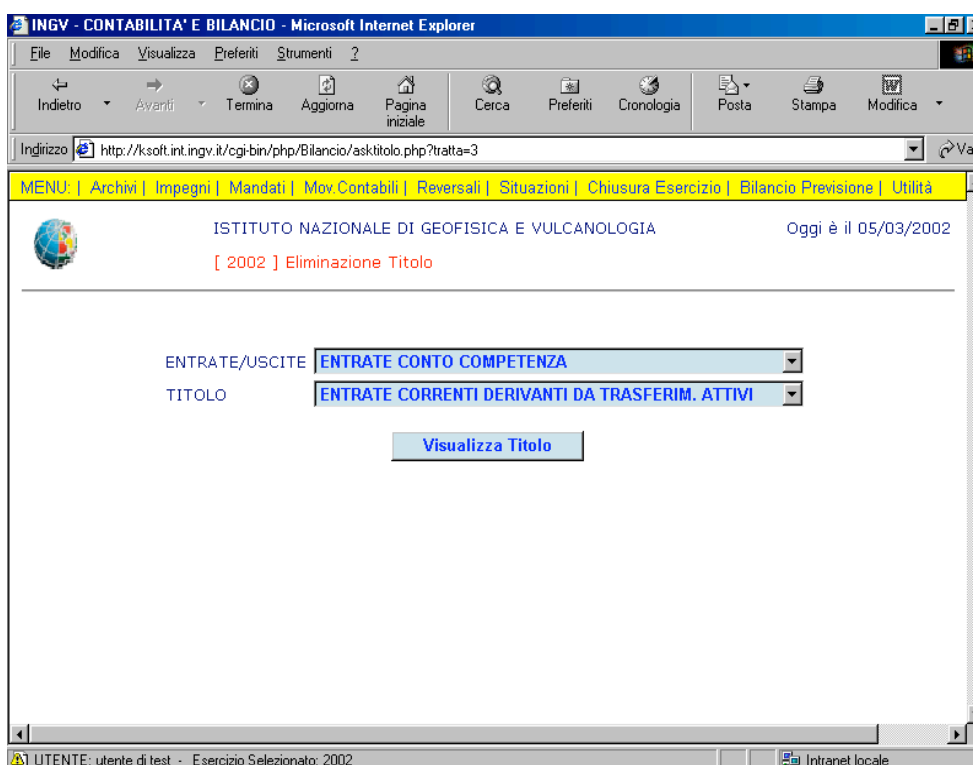 INGV - CONTABILITA' E BILANCIO - Microsoft Internet Explorer
File Modifica Visualizza Preferiti Strumenti ?
Indietro Avanti Termina Aggiorna Pagina iniziale Cerca Preferiti Cronologia Posta Stampa Modifica
Indirizzo http://ksoft.int.ingv.it/cgi-bin/php/Bilancio/asktitolo.php?tratta=3 Va
MENU: | Archivi | Impegni | Mandati | Mov.Contabili | Reversali | Situazioni | Chiusura Esercizio | Bilancio Previsione | Utilità
ISTITUTO NAZIONALE DI GEOFISICA E VULCANOLOGIA Oggi è il 05/03/2002
[ 2002 ] Eliminazione Titolo
ENTRATE/USCITE ENTRATE CONTO COMPETENZA
TITOLO ENTRATE CORRENTI DERIVANTI DA TRASFERIM. ATTIVI
Visualizza Titolo
UTENTE: utente di test - Esercizio Selezionato: 2002 Intranet locale